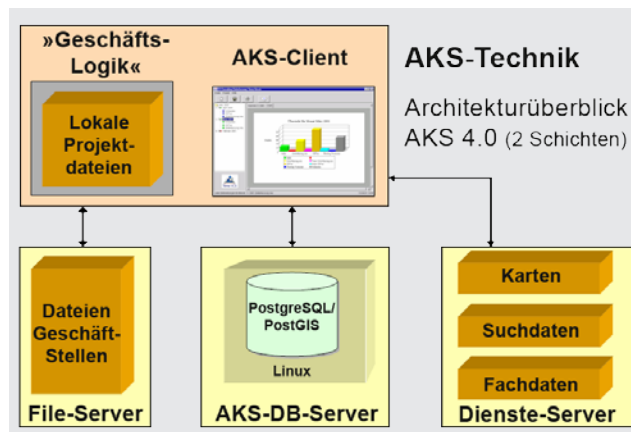 »Geschäfts-
Logik«
AKS-Client
AKS-Technik
Architekturüberblick
AKS 4.0 (2 Schichten)
Lokale
Projekt-
dateien
Dateien
Geschäft-
Stellen
File-Server
PostgreSQL/
PostGIS
Linux
AKS-DB-Server
Karten
Suchdaten
Fachdaten
Dienste-Server